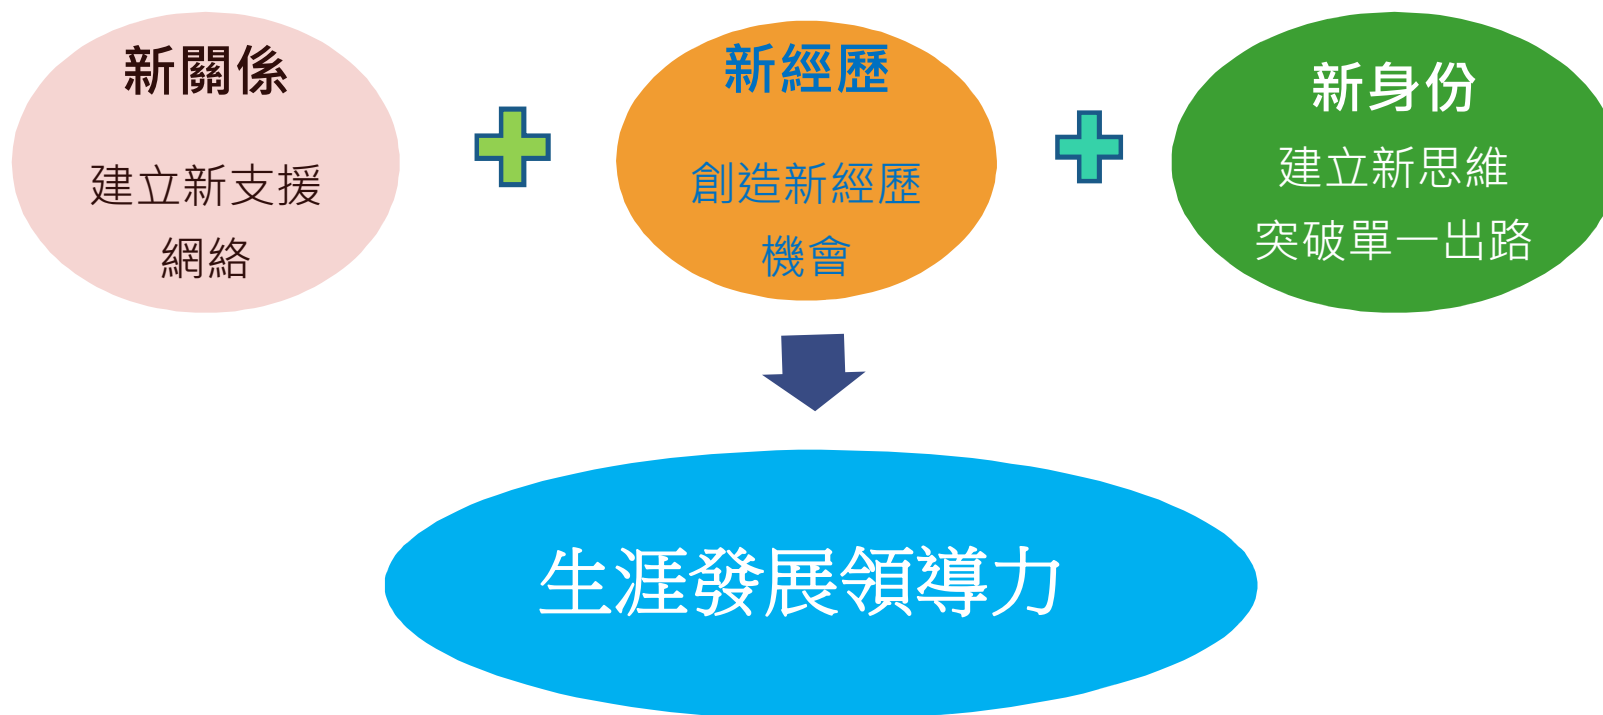 新關係
建立新支援
網絡
新經歷
創造新經歷
機會
新身份
建立新思維
突破單一出路
生涯發展領導力